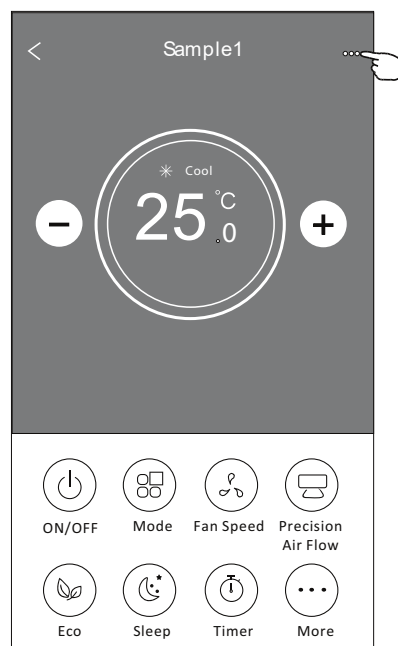 Sample1
Cool
25.0 °C
ON/OFF Mode Fan Speed Precision Air Flow
Eco Sleep Timer More